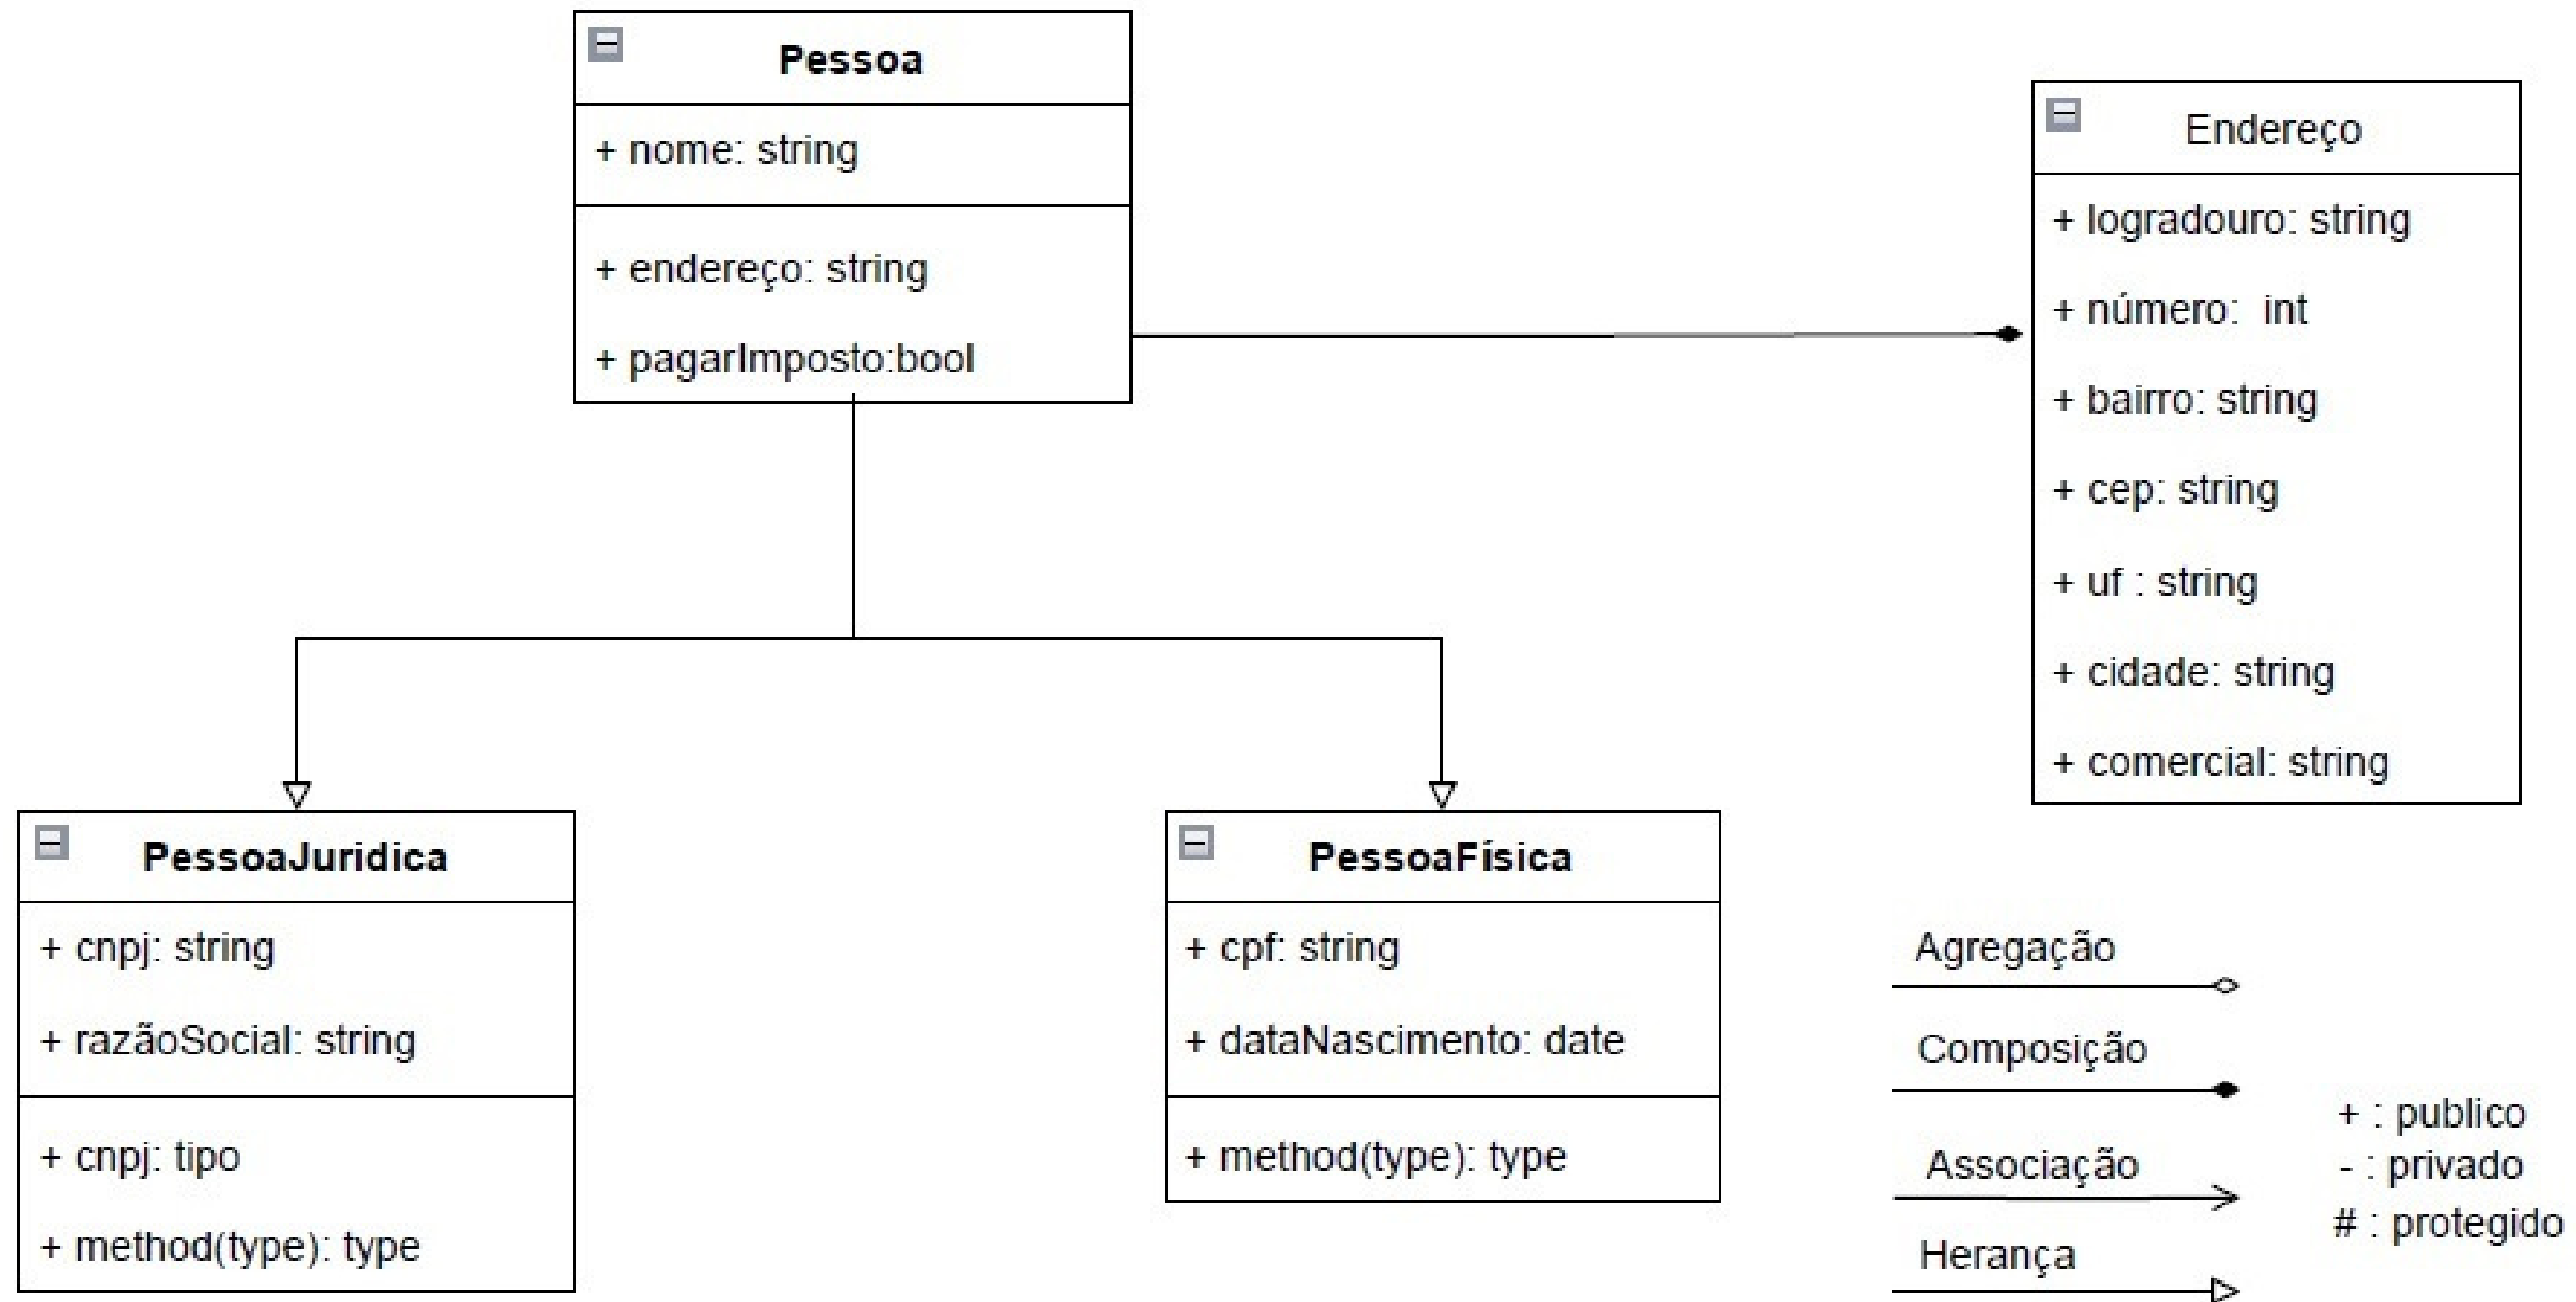 Pessoa
+ nome: string
+ endereço: string
+ pagarImposto:bool
Endereço
+ logradouro: string
+ número:  int
+ bairro: string
+ cep: string
+ uf : string
+ cidade: string
+ comercial: string
PessoaJuridica
+ cnpj: string
+ razãoSocial: string
+ cnpj: tipo
+ method(type): type
PessoaFísica
+ cpf: string
+ dataNascimento: date
+ method(type): type
Agregação
Composição
Associação
Herança
+ : publico
- : privado
# : protegido